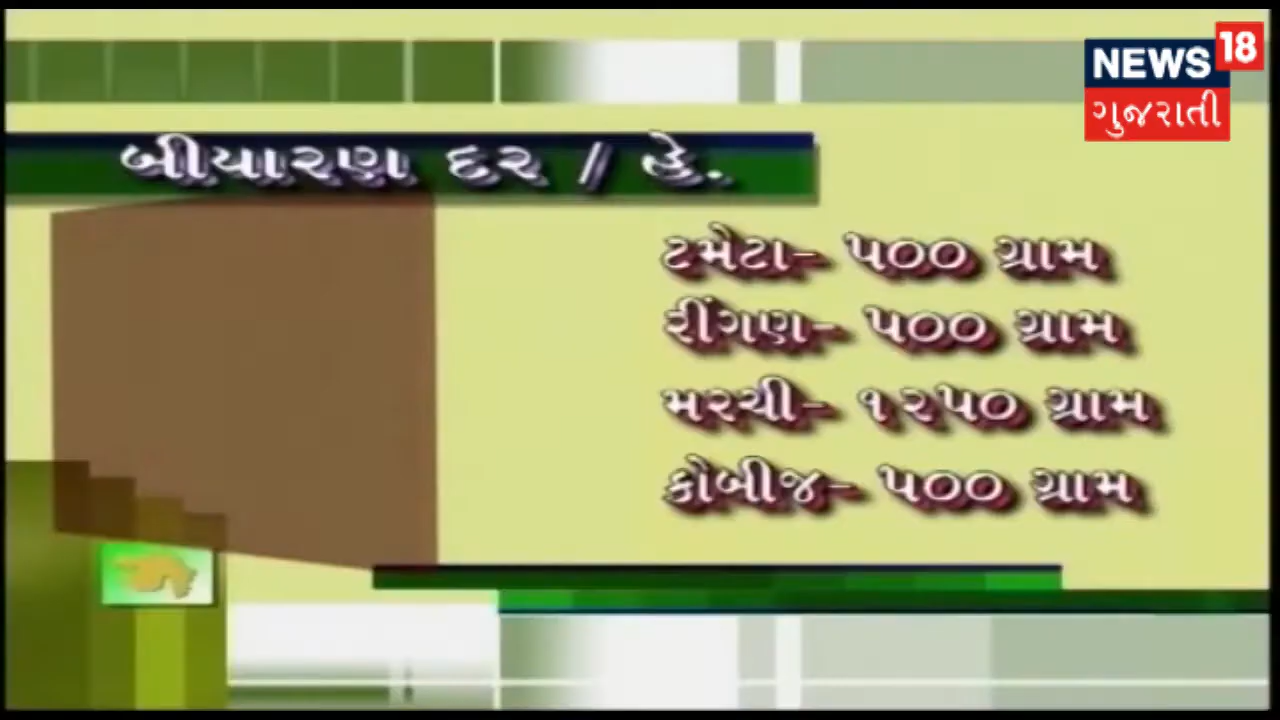 NEWS 18
ગુજરાતી
બીયારણ દર / હે.
ટમેટા- ૫૦૦ ગ્રામ
રીંગણ- ૫૦૦ ગ્રામ
મરચી- ૧૨૫૦ ગ્રામ
કોબીજ- ૫૦૦ ગ્રામ